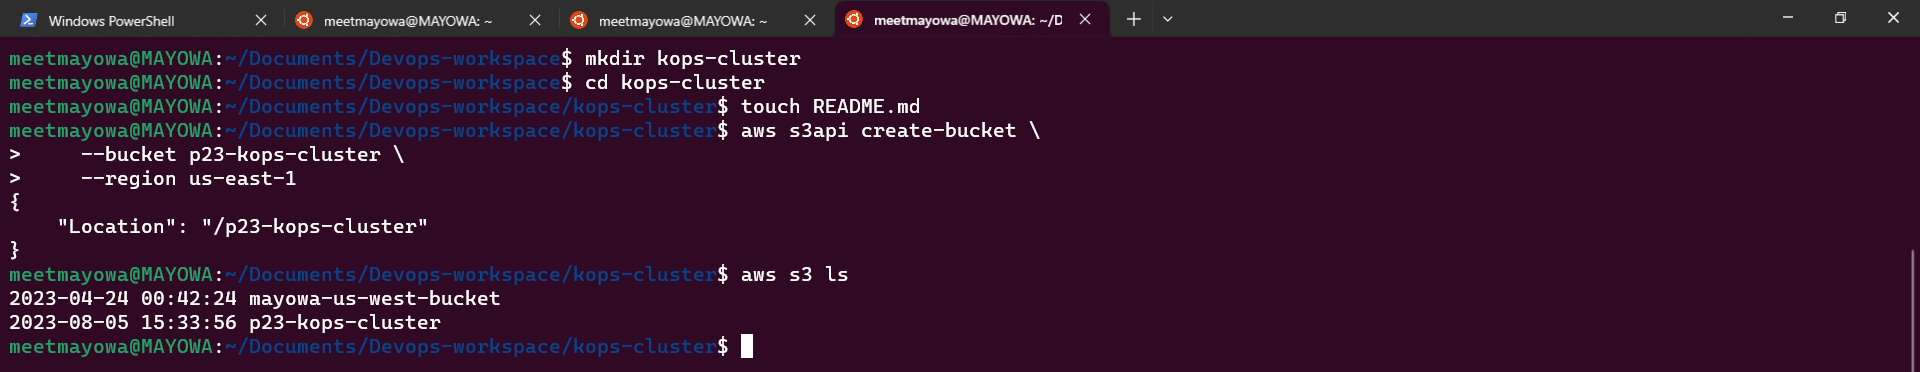 Windows PowerShell
meetmayowa@MAYOWA: ~
meetmayowa@MAYOWA: ~
meetmayowa@MAYOWA: ~/D
meetmayowa@MAYOWA:~/Documents/Devops-workspace$ mkdir kops-cluster
meetmayowa@MAYOWA:~/Documents/Devops-workspace$ cd kops-cluster
meetmayowa@MAYOWA:~/Documents/Devops-workspace/kops-cluster$ touch README.md
meetmayowa@MAYOWA:~/Documents/Devops-workspace/kops-cluster$ aws s3api create-bucket \
>     --bucket p23-kops-cluster \
>     --region us-east-1
{
    "Location": "/p23-kops-cluster"
}
meetmayowa@MAYOWA:~/Documents/Devops-workspace/kops-cluster$ aws s3 ls
2023-04-24 00:42:24 mayowa-us-west-bucket
2023-08-05 15:33:56 p23-kops-cluster
meetmayowa@MAYOWA:~/Documents/Devops-workspace/kops-cluster$